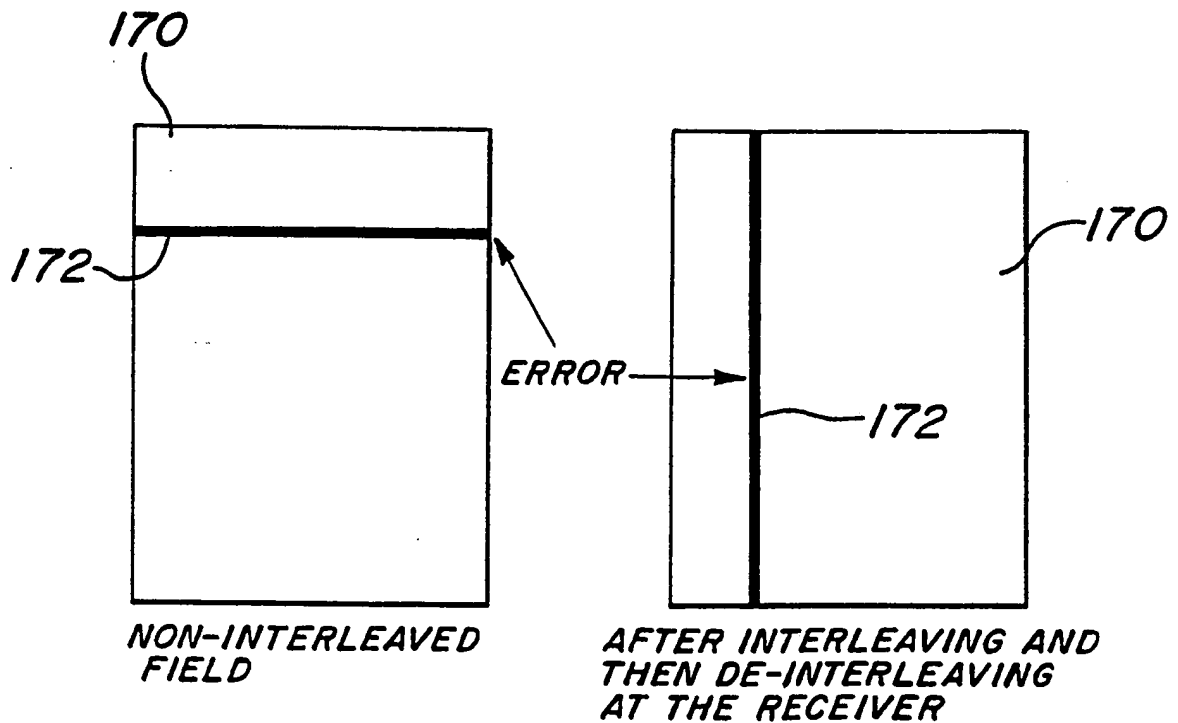 170
172
ERROR
170
172
NON-INTERLEAVED
FIELD
AFTER INTERLEAVING AND
THEN DE-INTERLEAVING
AT THE RECEIVER